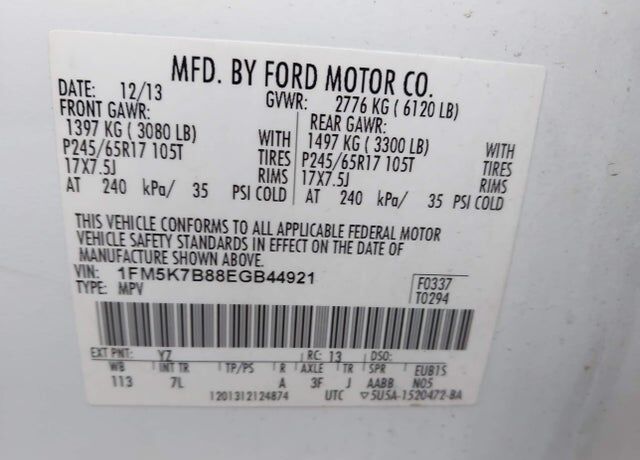 MFD. BY FORD MOTOR CO.
DATE: 12/13
GVWR: 2776 KG ( 6120 LB)
FRONT GAWR:
1397 KG ( 3080 LB) WITH
P245/65R17 105T TIRES
17X7.5J RIMS
AT 240 kPa/ 35 PSI COLD
REAR GAWR:
1497 KG ( 3300 LB) WITH
P245/65R17 105T TIRES
17X7.5J RIMS
AT 240 kPa/ 35 PSI COLD
THIS VEHICLE CONFORMS TO ALL APPLICABLE FEDERAL MOTOR
VEHICLE SAFETY STANDARDS IN EFFECT ON THE DATE OF
MANUFACTURE SHOWN ABOVE.
VIN: 1FM5K7B88EGB44921
TYPE: MPV
F0337
T0294
EXT PNT: YZ RC: 13 DSO:
WB INT TR TP/PS R AXLE TR SPR EUB1S
113 7L A 3F J AABB N05
1201312124874 UTC ▽5U5A-1520472-BA